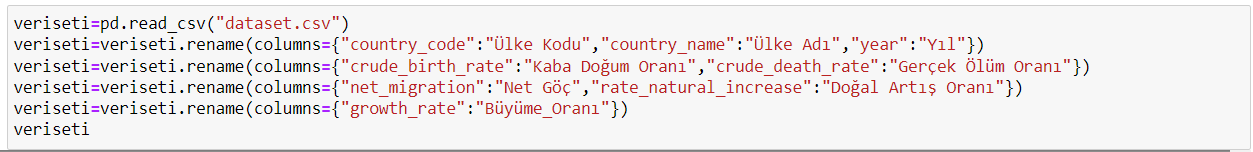 veriseti=pd.read_csv("dataset.csv")
veriseti=veriseti.rename(columns={"country_code":"Ülke Kodu","country_name":"Ülke Adı","year":"Yıl"})
veriseti=veriseti.rename(columns={"crude_birth_rate":"Kaba Doğum Oranı","crude_death_rate":"Gerçek Ölüm Oranı"})
veriseti=veriseti.rename(columns={"net_migration":"Net Göç","rate_natural_increase":"Doğal Artış Oranı"})
veriseti=veriseti.rename(columns={"growth_rate":"Büyüme_Oranı"})
veriseti